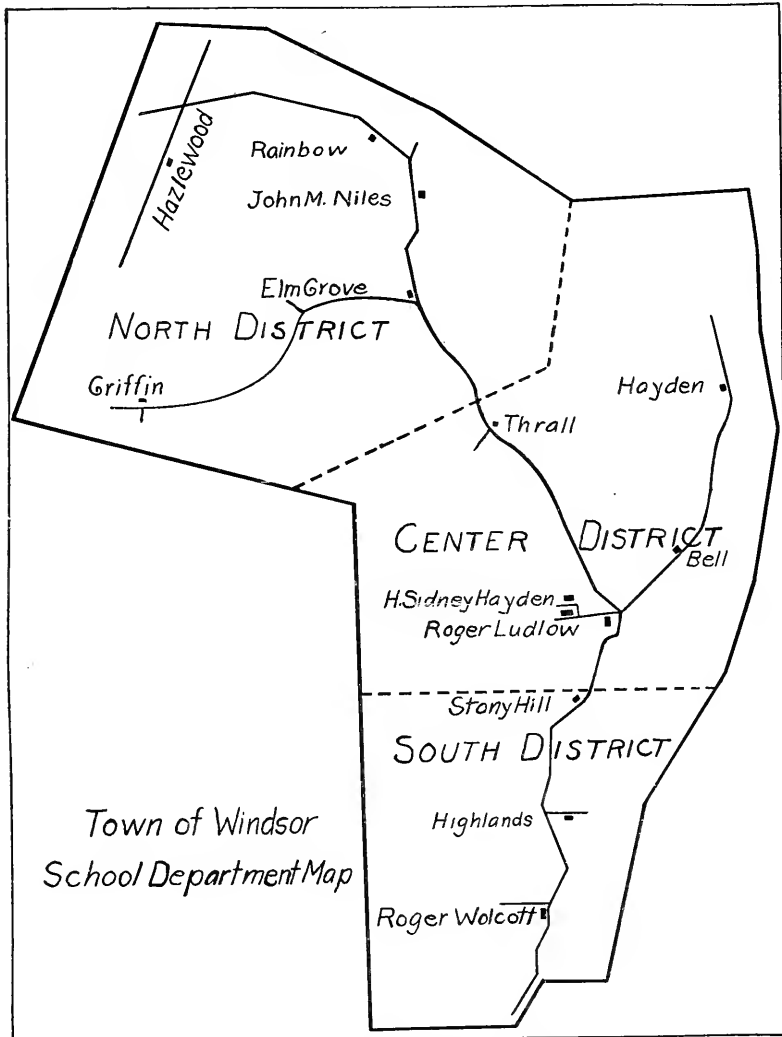 Rainbow
Hazlewood
John M. Niles
Elm Grove
NORTH DISTRICT
Griffin
Hayden
Thrall
CENTER DISTRICT
Bell
H. Sidney Hayden
Roger Ludlow
Stony Hill
SOUTH DISTRICT
Highlands
Town of Windsor
School Department Map
Roger Wolcott